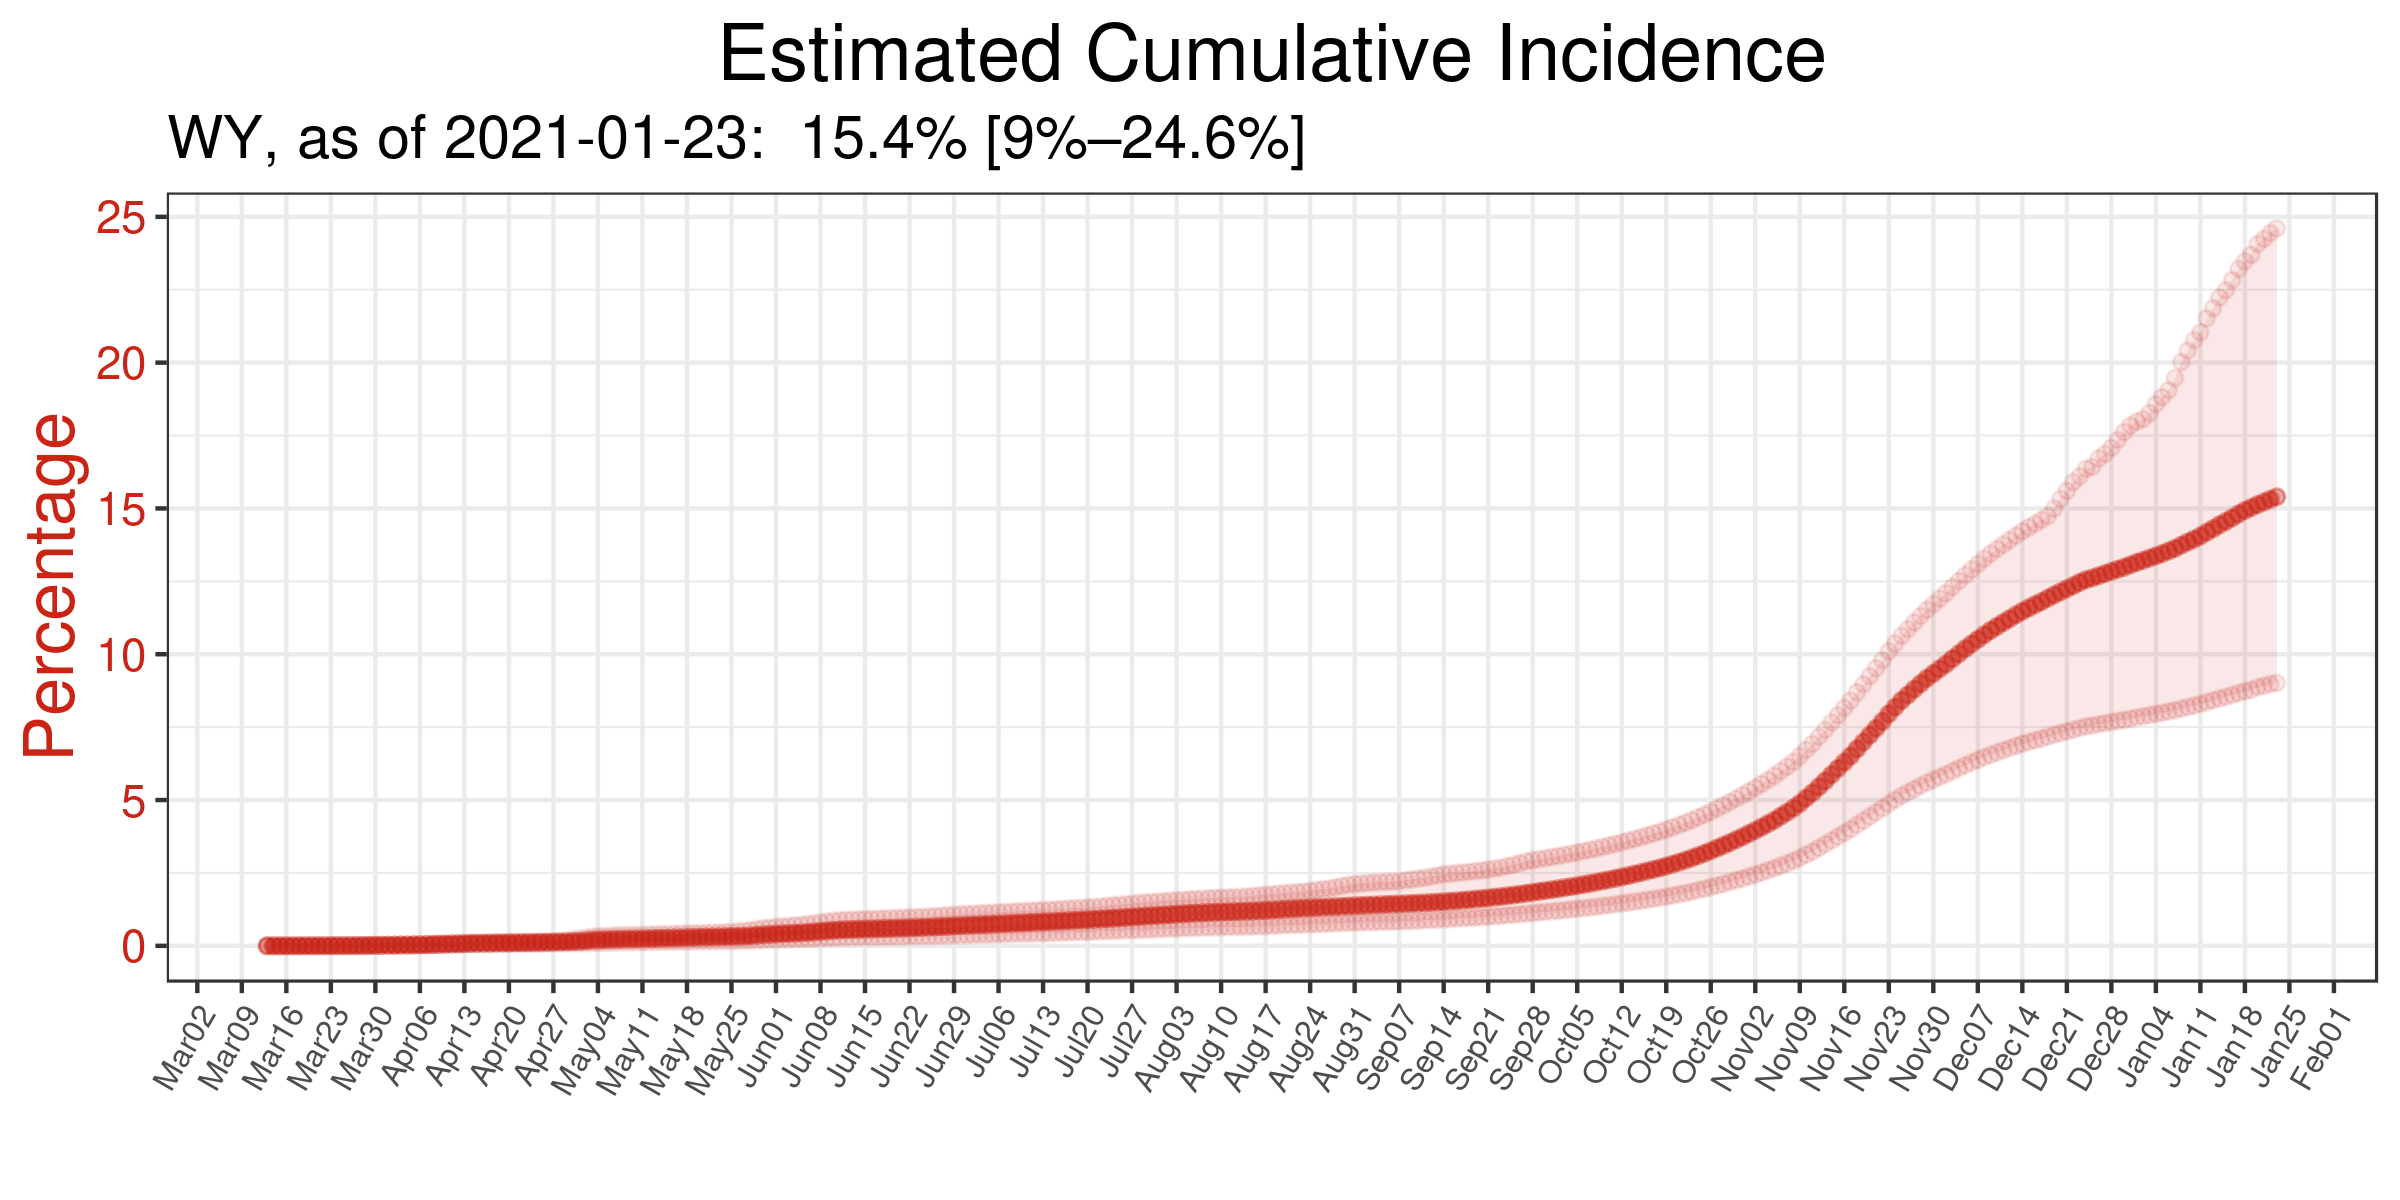 Estimated Cumulative Incidence
WY, as of 2021-01-23:  15.4% [9%–24.6%]
Percentage
25
20
15
10
5
0
Mar02
Mar09
Mar16
Mar23
Mar30
Apr06
Apr13
Apr20
Apr27
May04
May11
May18
May25
Jun01
Jun08
Jun15
Jun22
Jun29
Jul06
Jul13
Jul20
Jul27
Aug03
Aug10
Aug17
Aug24
Aug31
Sep07
Sep14
Sep21
Sep28
Oct05
Oct12
Oct19
Oct26
Nov02
Nov09
Nov16
Nov23
Nov30
Dec07
Dec14
Dec21
Dec28
Jan04
Jan11
Jan18
Jan25
Feb01